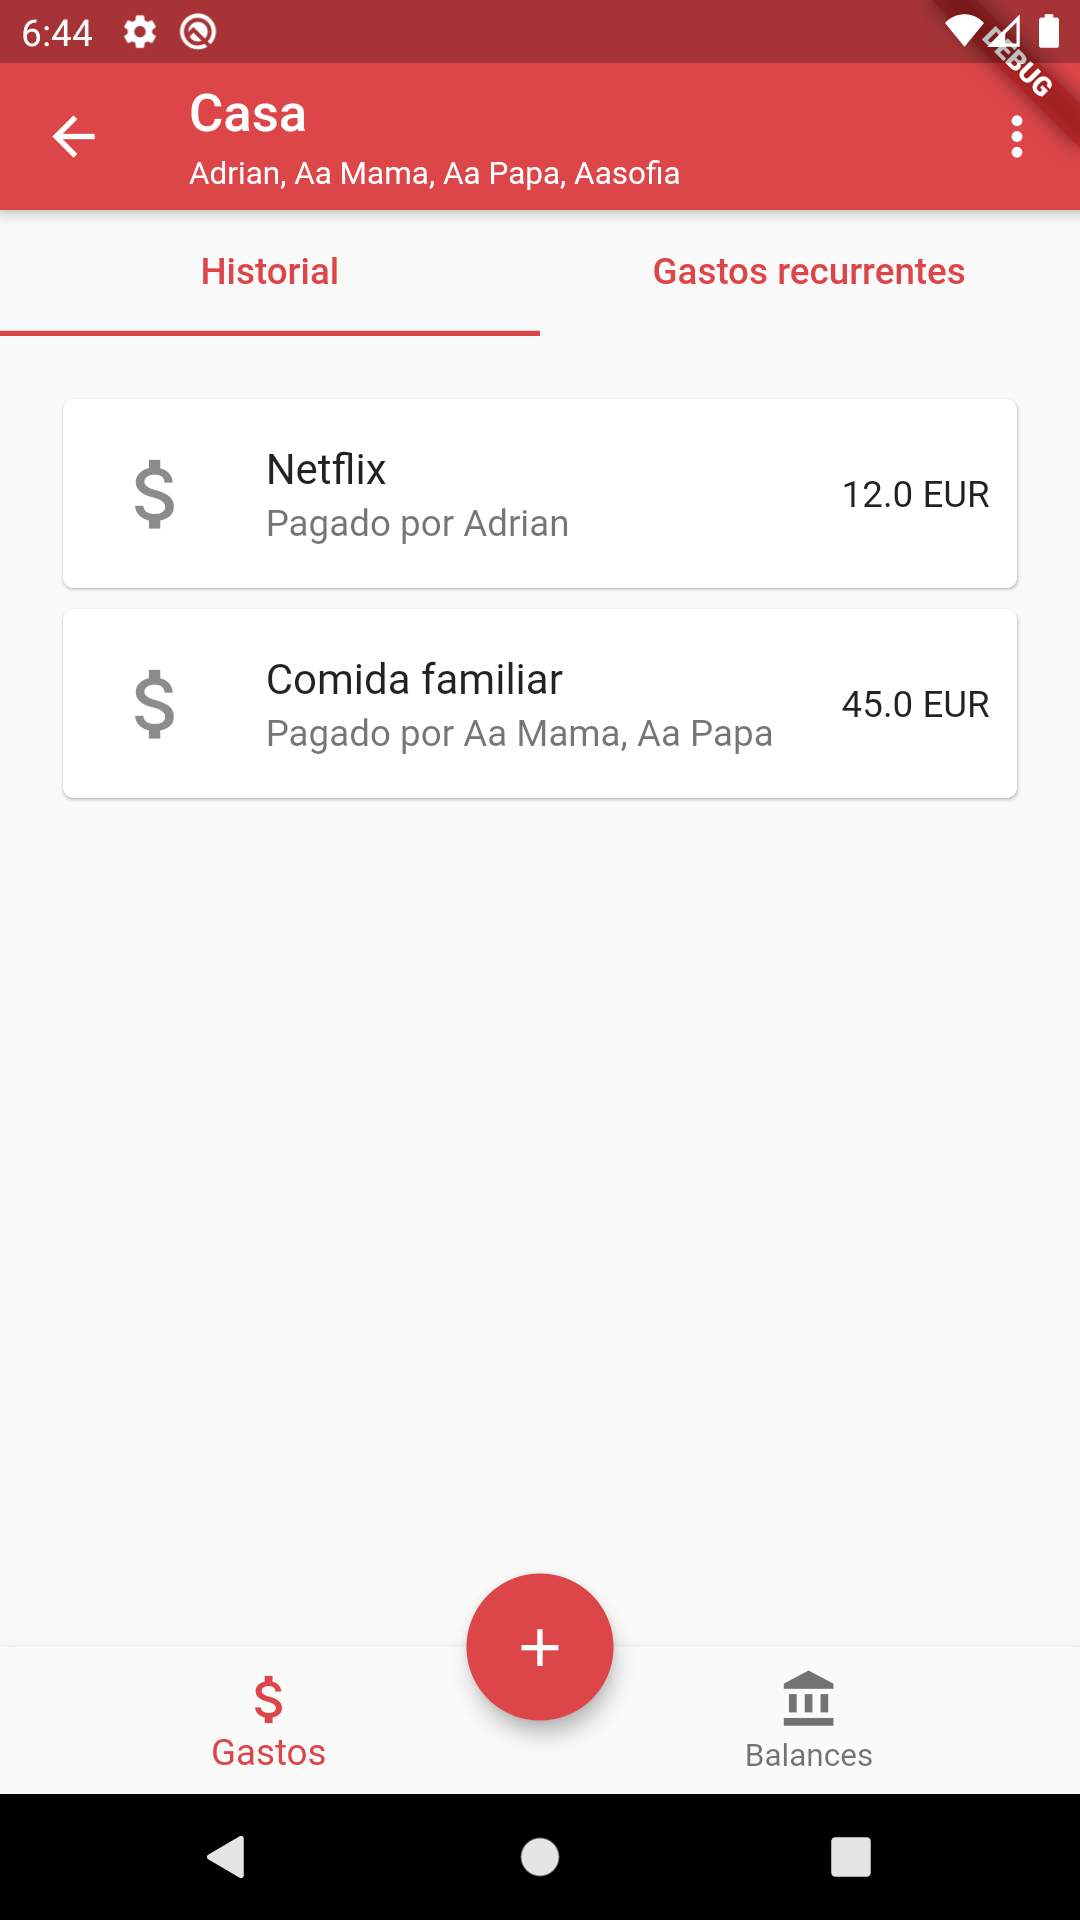 6:44
DEBUG
Casa
Adrian, Aa Mama, Aa Papa, Aasofia
Historial
Gastos recurrentes
Netflix
Pagado por Adrian
12.0 EUR
Comida familiar
Pagado por Aa Mama, Aa Papa
45.0 EUR
Gastos
Balances